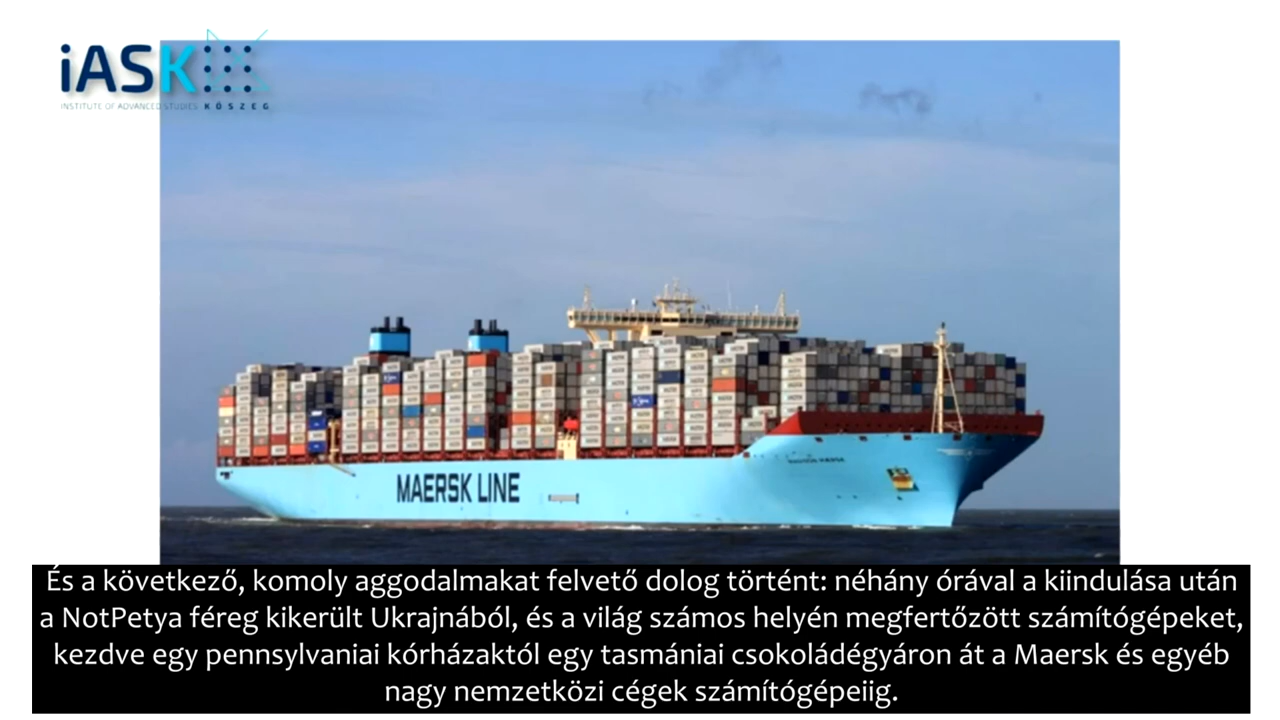 iASK
INSTITUTE OF ADVANCED STUDIES KŐSZEG
MAERSK LINE
És a következő, komoly aggodalmakat felvető dolog történt: néhány órával a kiindulása után
a NotPetya féreg kikerült Ukrajnából, és a világ számos helyén megfertőzött számítógépeket,
kezdve egy pennsylvaniai kórházaktól egy tasmániai csokoládégyáron át a Maersk és egyéb
nagy nemzetközi cégek számítógépeiig.